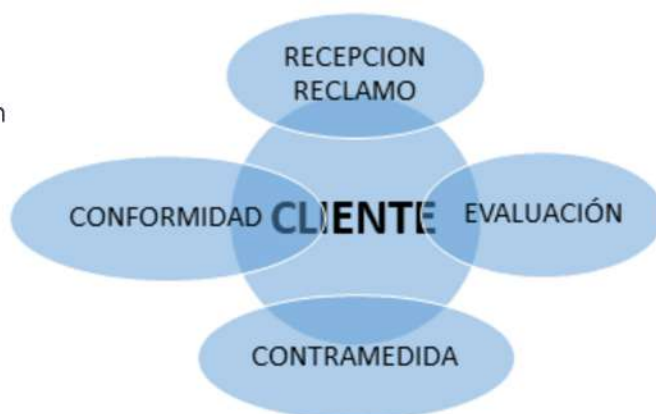 RECEPCION
RECLAMO
CONFORMIDAD
CLIENTE
EVALUACIÓN
CONTRAMEDIDA